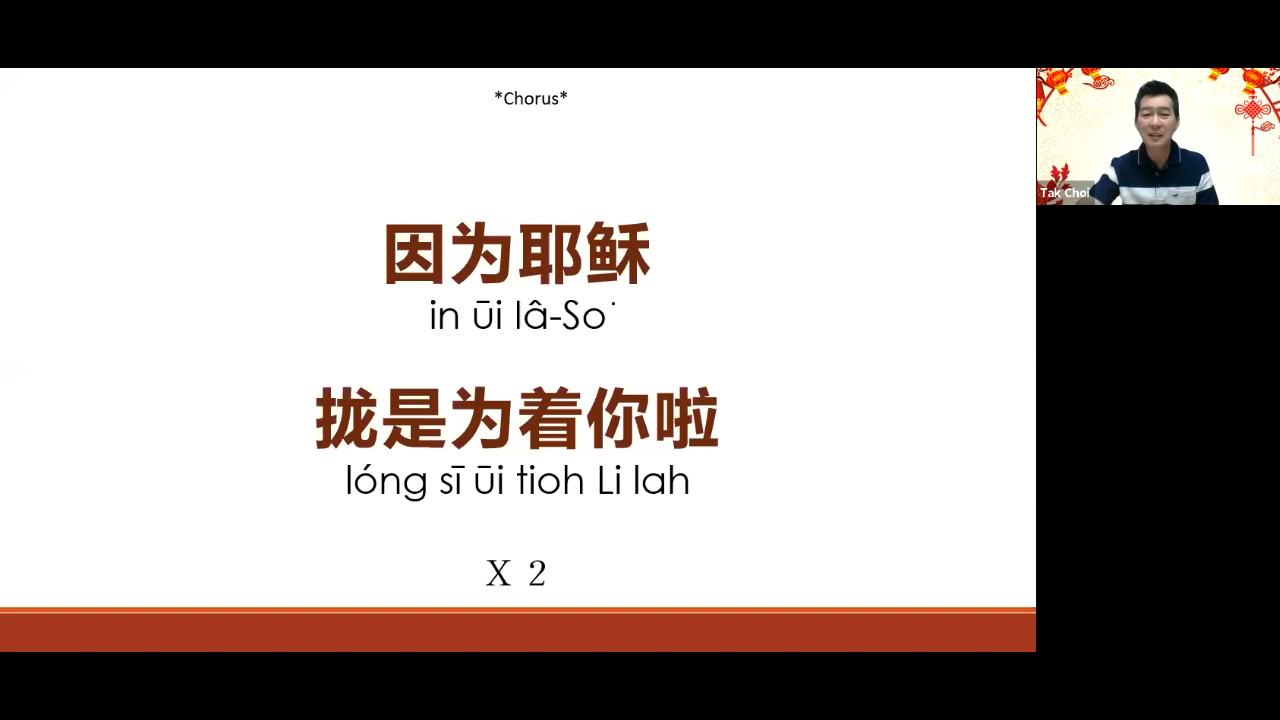 *Chorus*
因为耶稣
in ūi Iâ-So͘
拢是为着你啦
lóng sī ūi tioh Li lah
X 2
Tak Choi